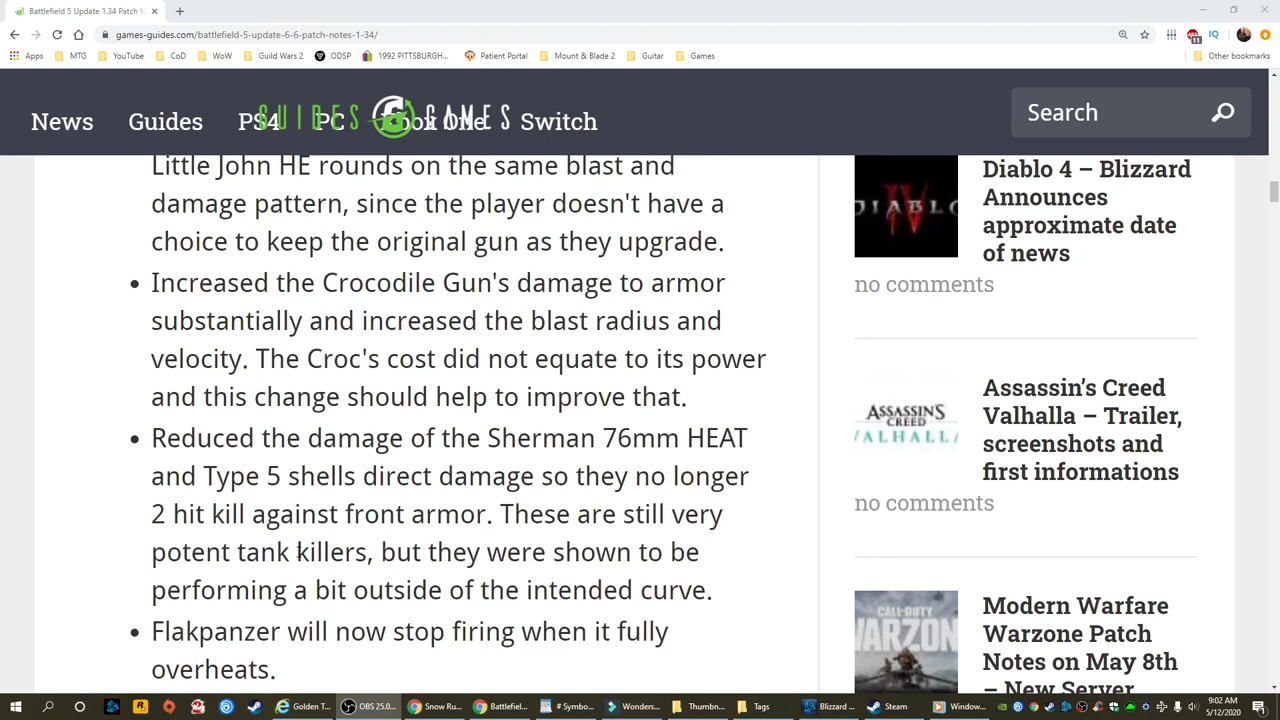 Battlefield 5 Update 1.34 Patch N
games-guides.com/battlefield-5-update-6-6-patch-notes-1-34/
11
Apps MTG YouTube CoD WoW Guild Wars 2 ODSP 1992 PITTSBURGH... Patient Portal Mount & Blade 2 Guitar Games Other bookmarks
GUIDES GAMES
News Guides PS4 PC Xbox One Switch
Search
Little John HE rounds on the same blast and
damage pattern, since the player doesn't have a
choice to keep the original gun as they upgrade.
• Increased the Crocodile Gun's damage to armor
substantially and increased the blast radius and
velocity. The Croc's cost did not equate to its power
and this change should help to improve that.
• Reduced the damage of the Sherman 76mm HEAT
and Type 5 shells direct damage so they no longer
2 hit kill against front armor. These are still very
potent tank killers, but they were shown to be
performing a bit outside of the intended curve.
• Flakpanzer will now stop firing when it fully
overheats.
DIABLO
IV
Diablo 4 – Blizzard
Announces
approximate date
of news
no comments
ASSASSIN'S
CREED
VALHALLA
Assassin's Creed
Valhalla – Trailer,
screenshots and
first informations
no comments
CALL OF DUTY
WARZONE
Modern Warfare
Warzone Patch
Notes on May 8th
– New Server
Golden T... OBS 25.0... Snow Ru... Battlefiel... # Symbo... Wonders... Thumbn... Tags Blizzard ... Steam Window...
9:02 AM
5/12/2020